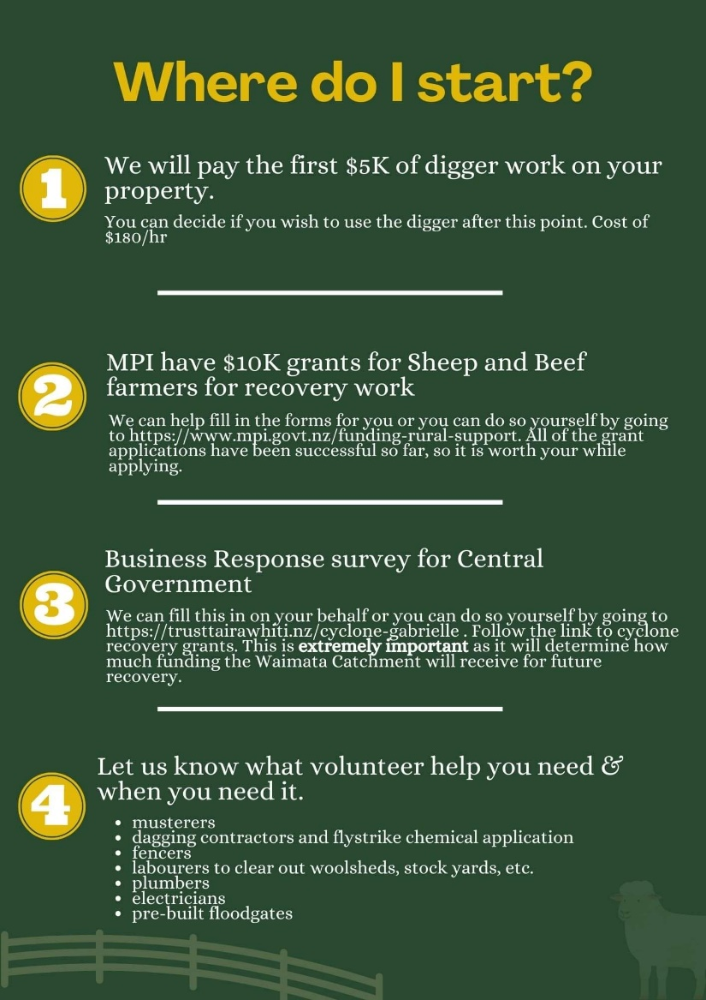 Where do I start?
1
We will pay the first $5K of digger work on your
property.
You can decide if you wish to use the digger after this point. Cost of
$180/hr
2
MPI have $10K grants for Sheep and Beef
farmers for recovery work
We can help fill in the forms for you or you can do so yourself by going
to https://www.mpi.govt.nz/funding-rural-support. All of the grant
applications have been successful so far, so it is worth your while
applying.
3
Business Response survey for Central
Government
We can fill this in on your behalf or you can do so yourself by going to
https://trusttairawhiti.nz/cyclone-gabrielle . Follow the link to cyclone
recovery grants. This is extremely important as it will determine how
much funding the Waimata Catchment will receive for future
recovery.
4
Let us know what volunteer help you need &
when you need it.
• musterers
• dagging contractors and flystrike chemical application
• fencers
• labourers to clear out woolsheds, stock yards, etc.
• plumbers
• electricians
• pre-built floodgates